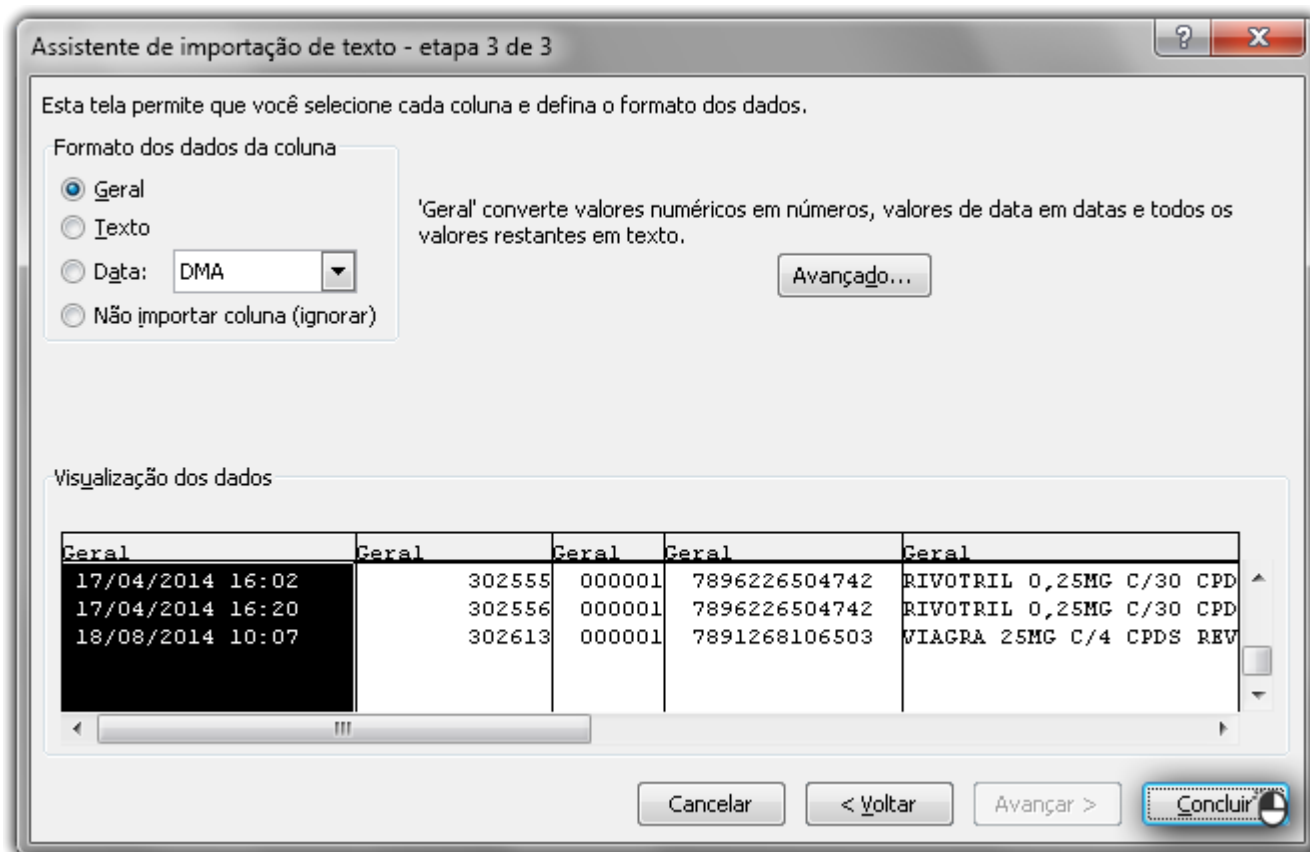 Assistente de importação de texto - etapa 3 de 3
Esta tela permite que você selecione cada coluna e defina o formato dos dados.
Formato dos dados da coluna
Geral
Texto
Data: DMA
Não importar coluna (ignorar)
'Geral' converte valores numéricos em números, valores de data em datas e todos os
valores restantes em texto.
Avançado...
Visualização dos dados
Geral Geral Geral Geral Geral
17/04/2014 16:02 302555 000001 7896226504742 RIVOTRIL 0,25MG C/30 CPD
17/04/2014 16:20 302556 000001 7896226504742 RIVOTRIL 0,25MG C/30 CPD
18/08/2014 10:07 302613 000001 7891268106503 VIAGRA 25MG C/4 CPDS REV
Cancelar < Voltar Avançar > Concluir